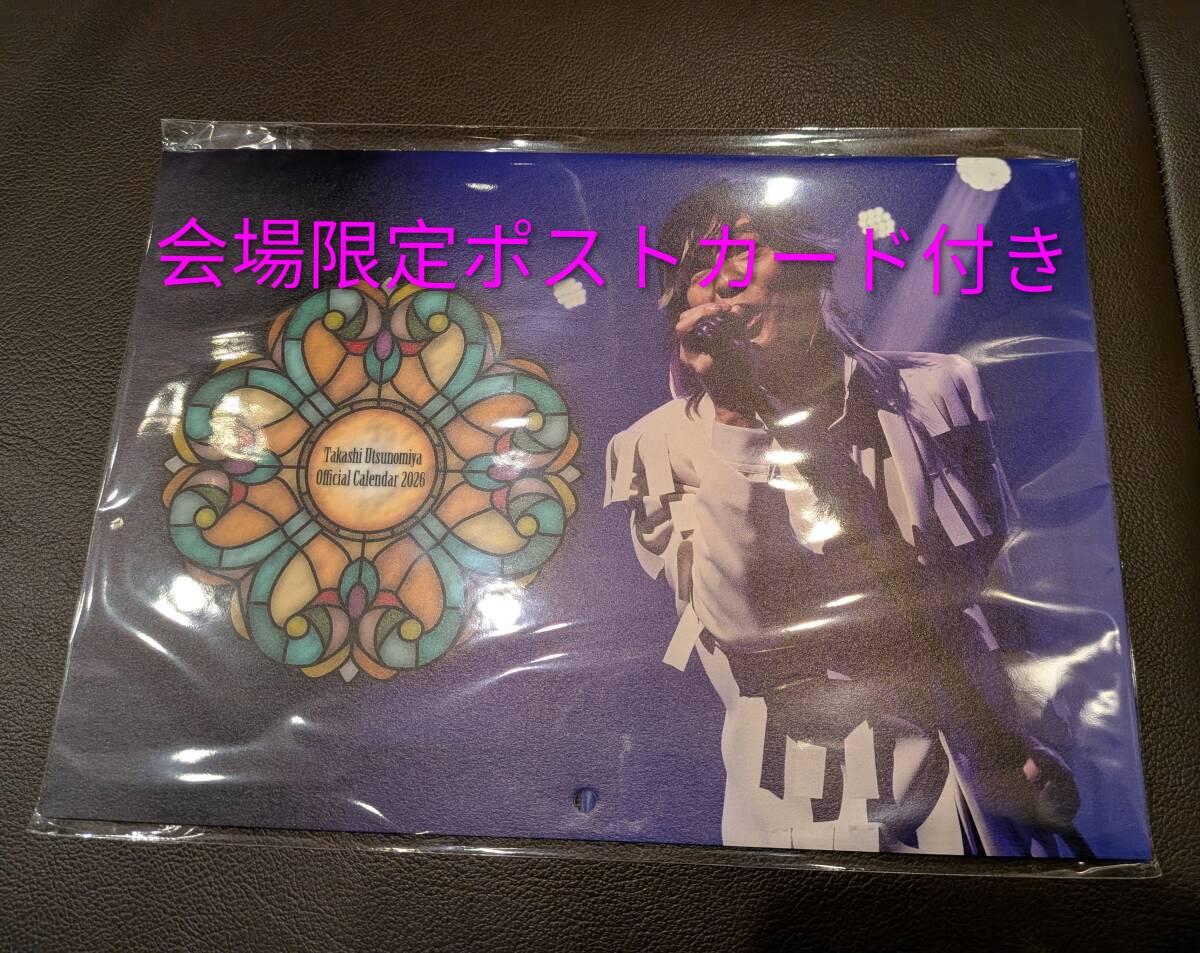 会場限定ポストカード付き
Takashi Utsunomiya
Official Calendar 2026